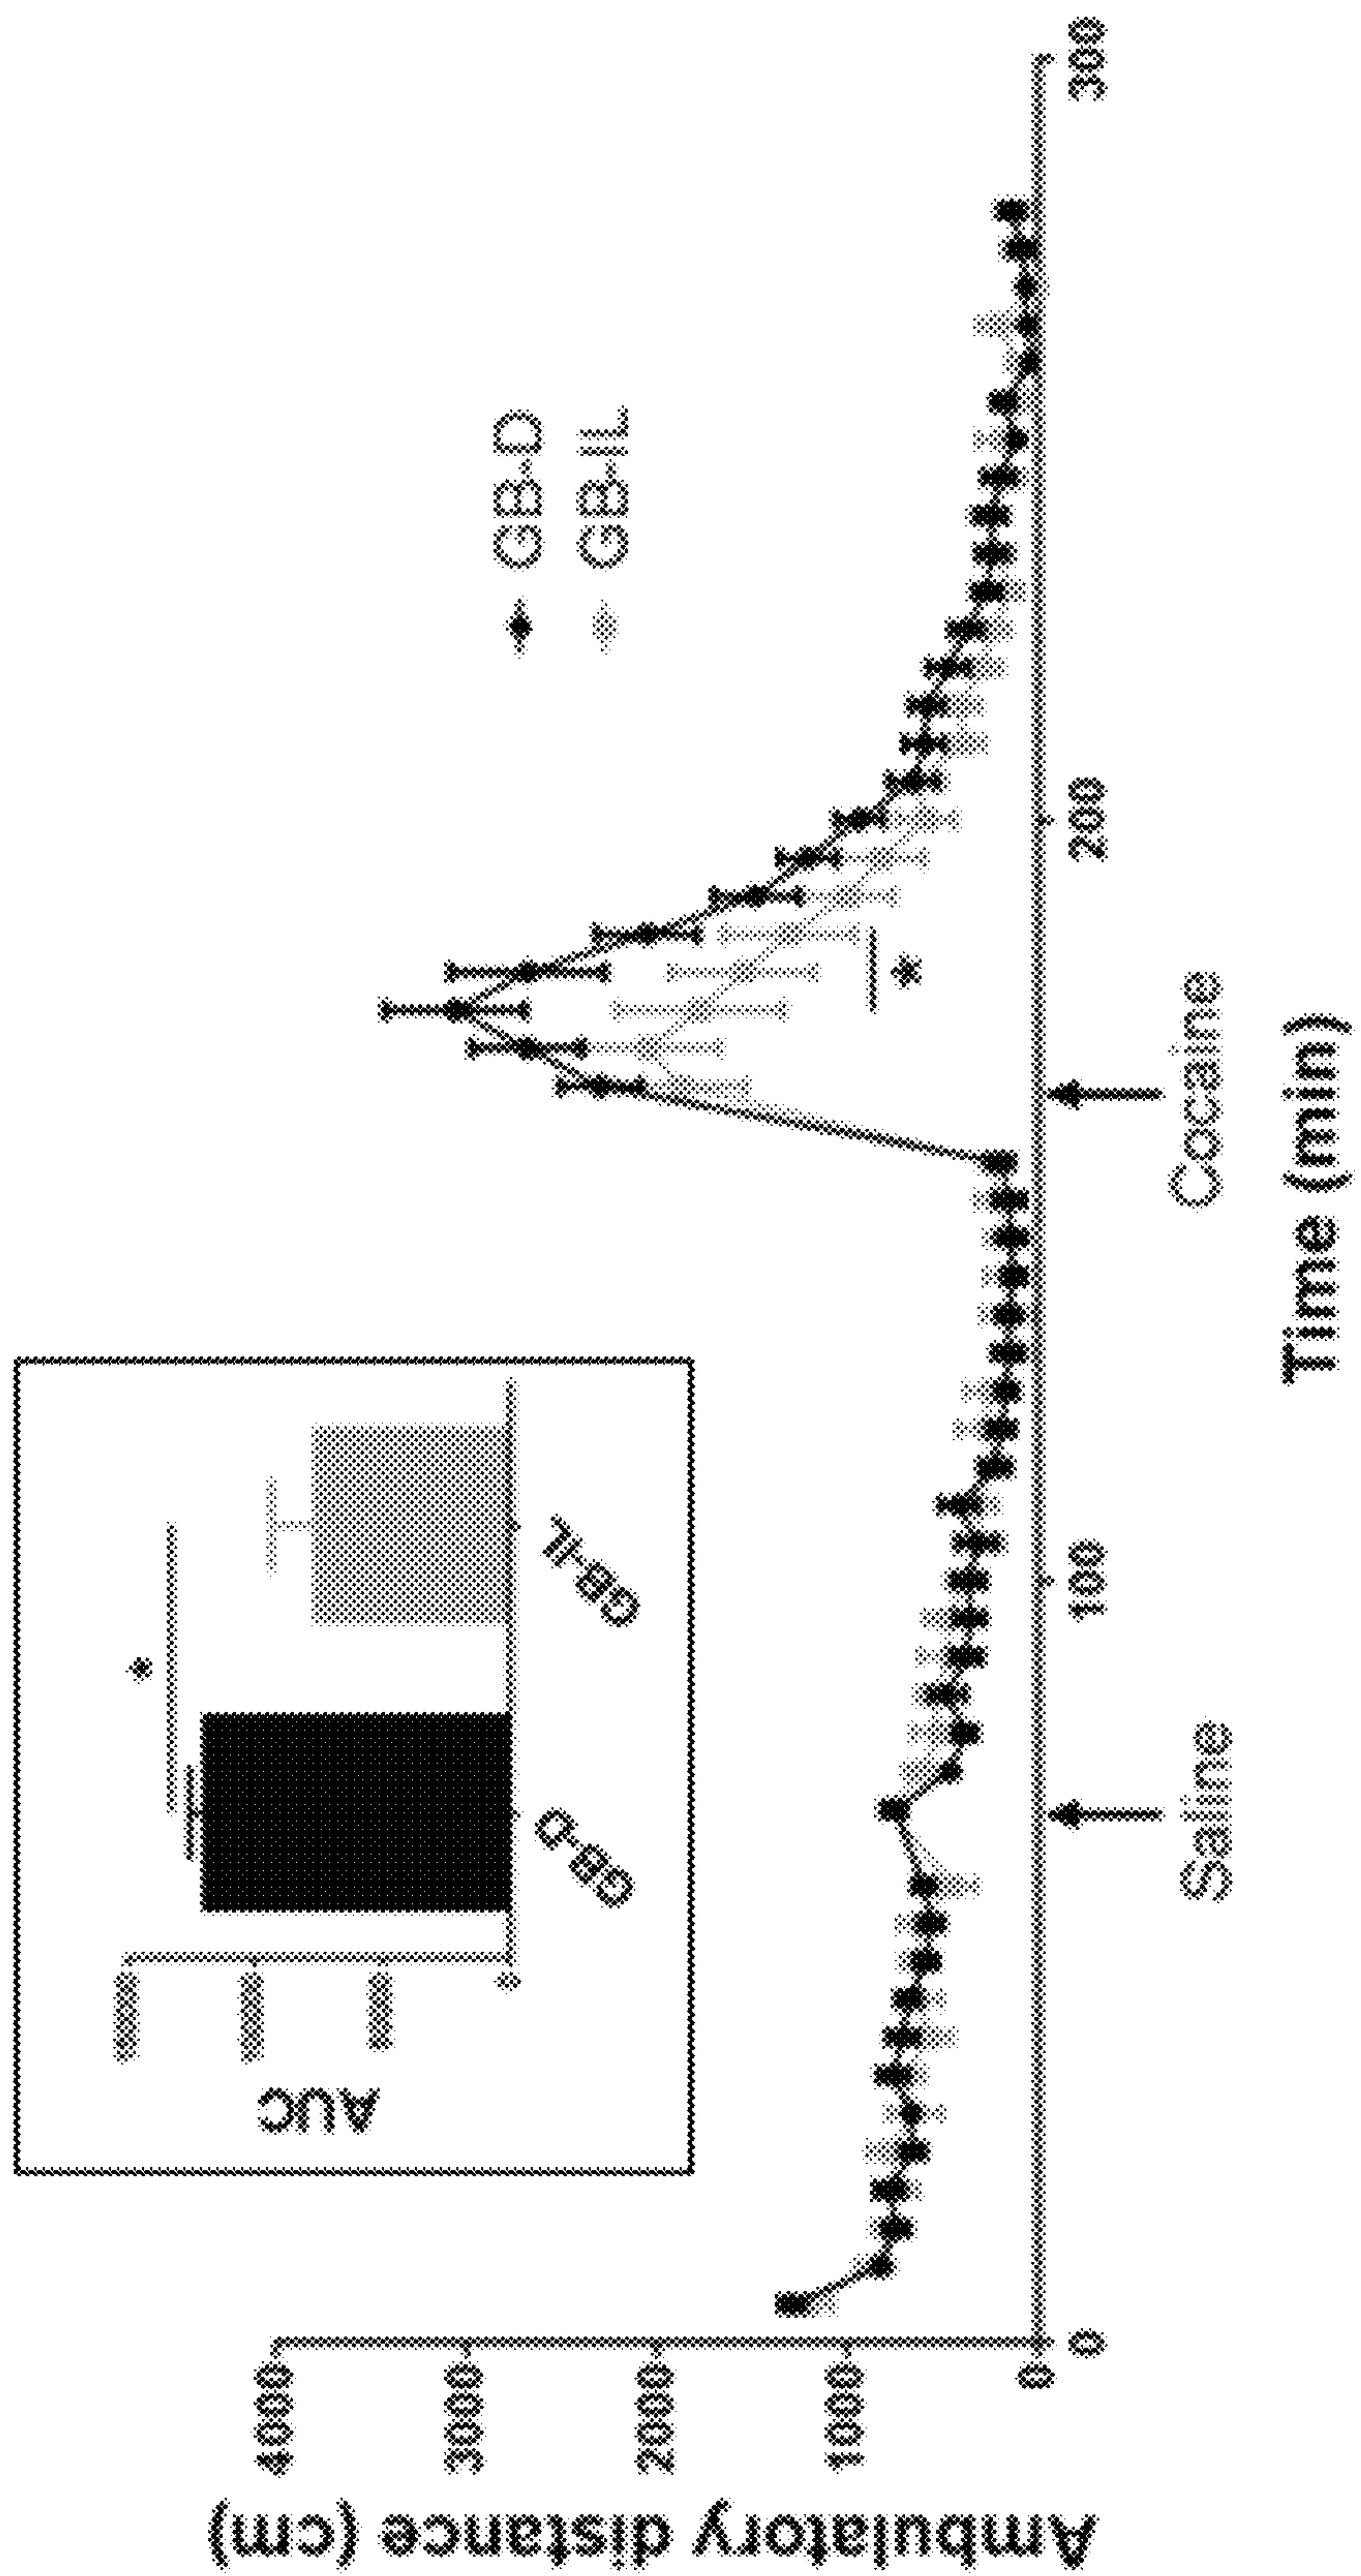 AUC
0
GB-D
GB-IL
*
GB-D
GB-IL
Ambulatory distance (cm)
4000
3000
2000
1000
0
*
0
100
200
300
Saline
Cocaine
Time (min)